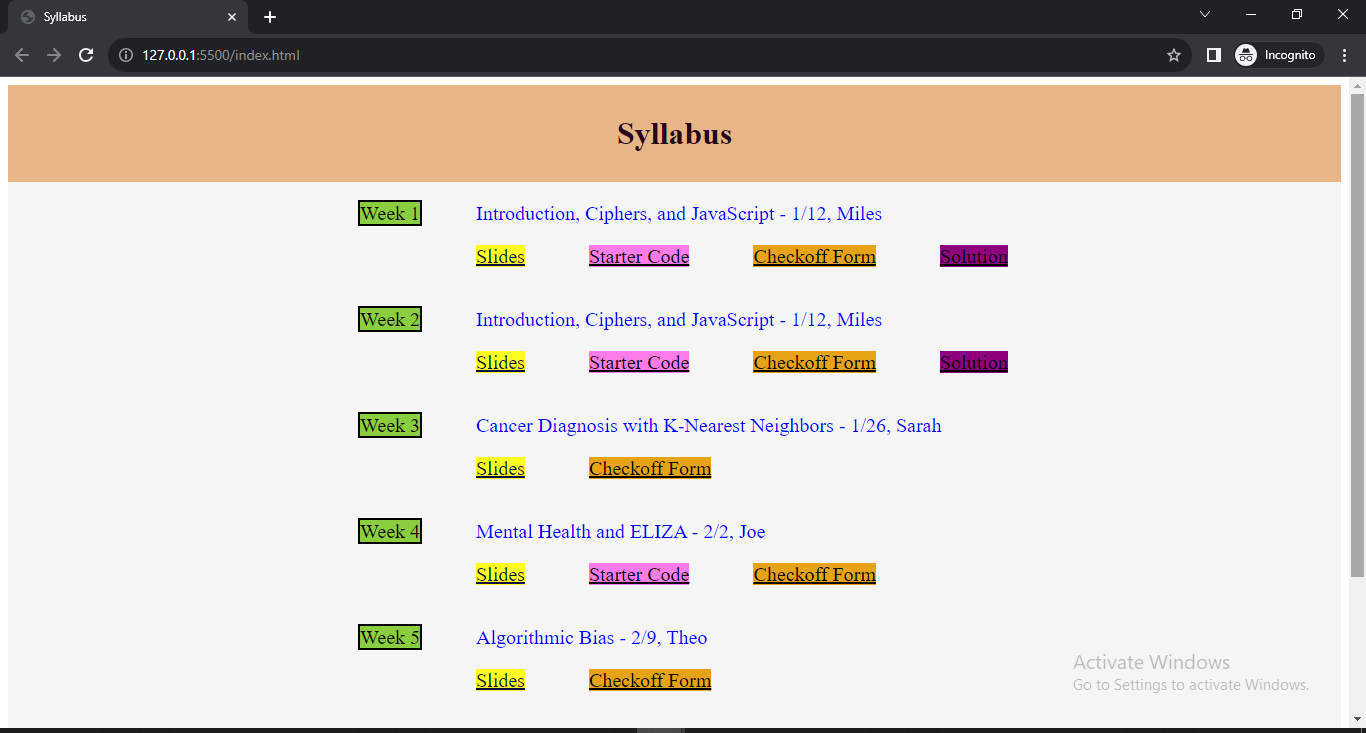 Syllabus
127.0.0.1:5500/index.html
Incognito
Syllabus
Week 1 Introduction, Ciphers, and JavaScript - 1/12, Miles
Slides Starter Code Checkoff Form Solution
Week 2 Introduction, Ciphers, and JavaScript - 1/12, Miles
Slides Starter Code Checkoff Form Solution
Week 3 Cancer Diagnosis with K-Nearest Neighbors - 1/26, Sarah
Slides Checkoff Form
Week 4 Mental Health and ELIZA - 2/2, Joe
Slides Starter Code Checkoff Form
Week 5 Algorithmic Bias - 2/9, Theo
Slides Checkoff Form
Activate Windows
Go to Settings to activate Windows.